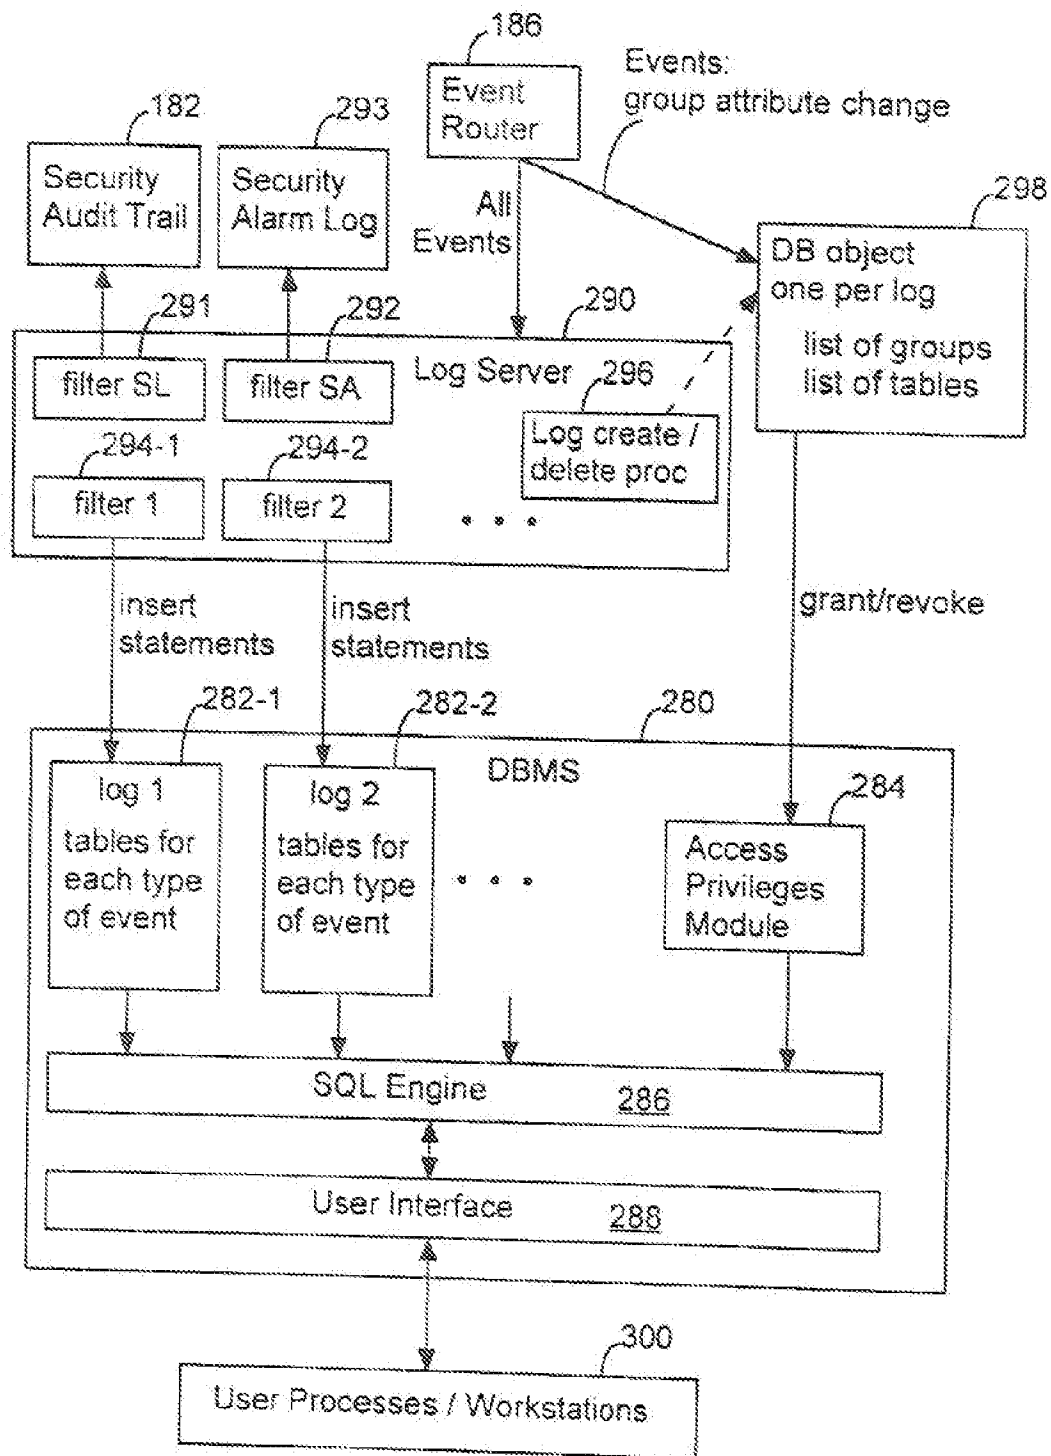 186
Event
Router
Events:
group attribute change
182
Security
Audit Trail
293
Security
Alarm Log
All
Events
298
DB object
one per log
list of groups
list of tables
291
292
290
filter SL
filter SA
Log Server
296
Log create /
delete proc
294-1
294-2
filter 1
filter 2
• • •
insert
statements
insert
statements
grant/revoke
282-1
282-2
280
DBMS
log 1
tables for
each type
of event
log 2
tables for
each type
of event
• • •
284
Access
Privileges
Module
SQL Engine 286
User Interface 288
300
User Processes / Workstations